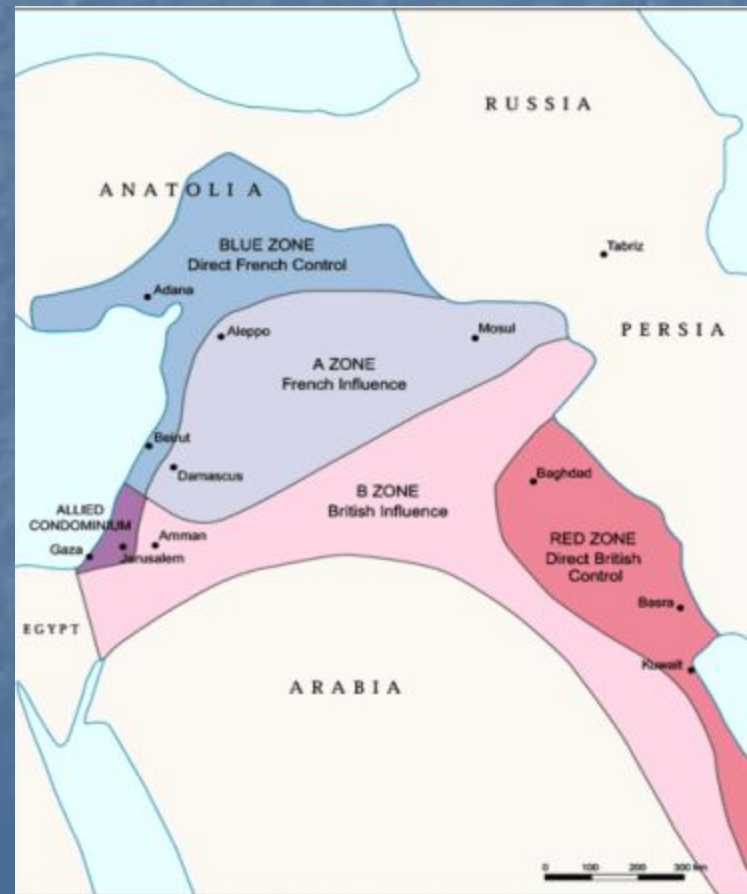 RUSSIA
ANATOLIA
BLUE ZONE
Direct French Control
Tabriz
Adana
Aleppo
Mosul
PERSIA
A ZONE
French Influence
Beirut
Damascus
Baghdad
B ZONE
British Influence
ALLIED
CONDOMINIUM
Amman
Gaza
Jerusalem
RED ZONE
Direct British
Control
Basra
EGYPT
Kuwait
ARABIA
0 100 200 300 km